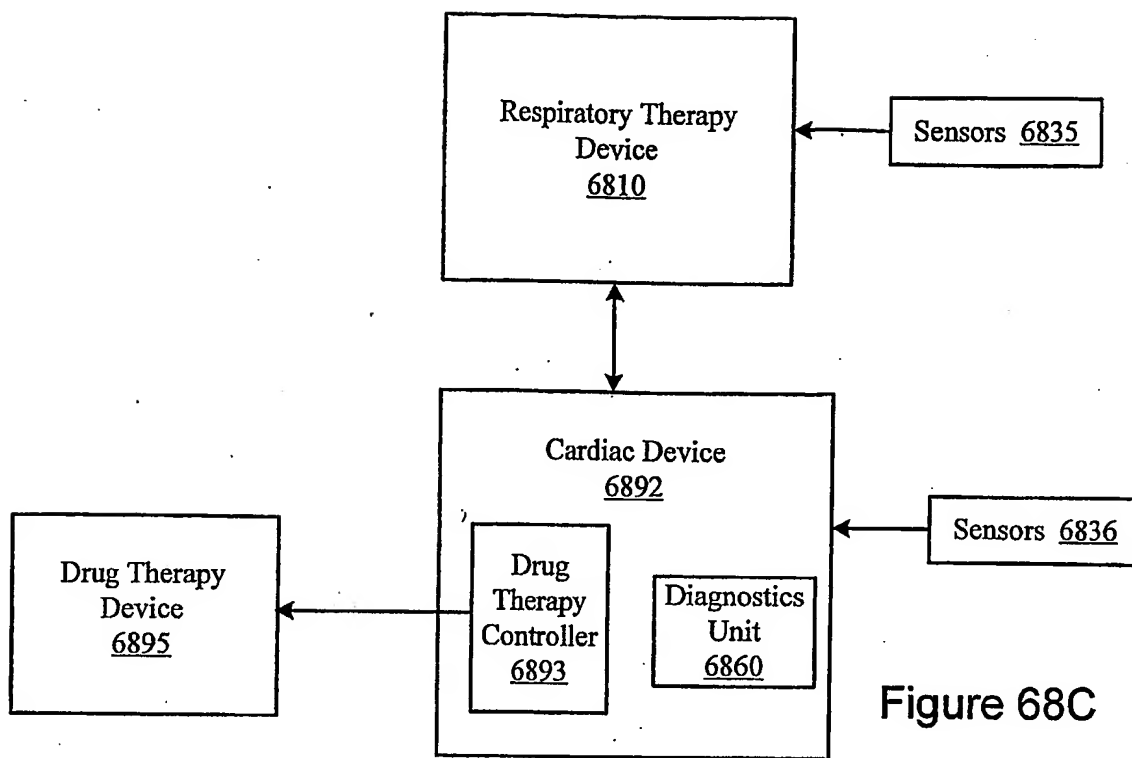 Respiratory Therapy
Device
6810
Sensors 6835
Cardiac Device
6892
Sensors 6836
Drug Therapy
Device
6895
Drug
Therapy
Controller
6893
Diagnostics
Unit
6860
Figure 68C